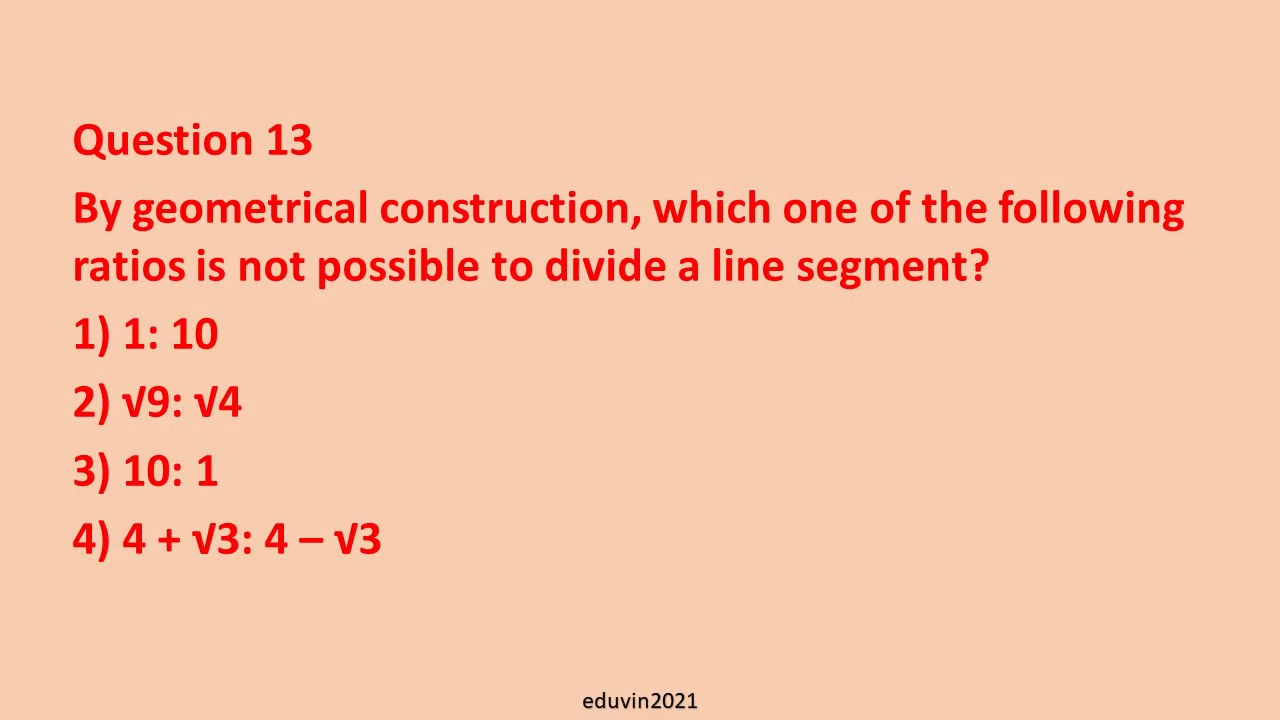 Question 13
By geometrical construction, which one of the following
ratios is not possible to divide a line segment?
1) 1: 10
2) √9: √4
3) 10: 1
4) 4 + √3: 4 – √3
eduvin2021